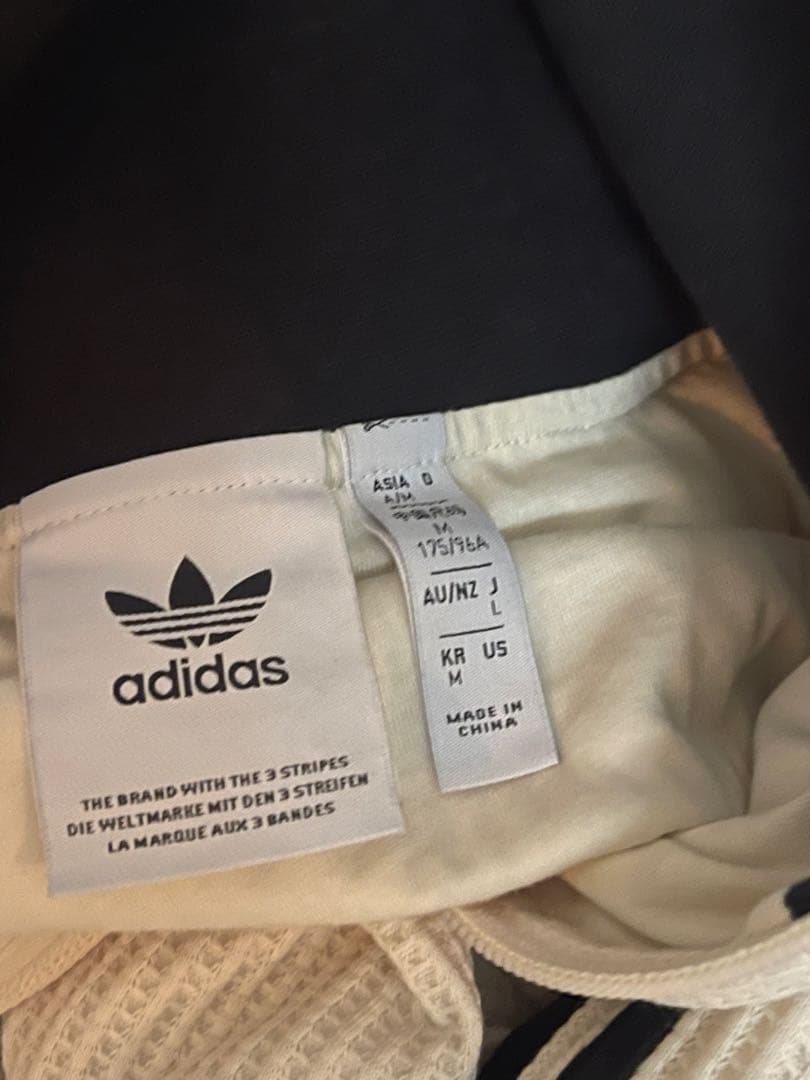 adidas
THE BRAND WITH THE 3 STRIPES
DIE WELTMARKE MIT DEN 3 STREIFEN
LA MARQUE AUX 3 BANDES
ASIA D
A/M
M
175/96A
AU/NZ J
L
KR US
M
MADE IN
CHINA